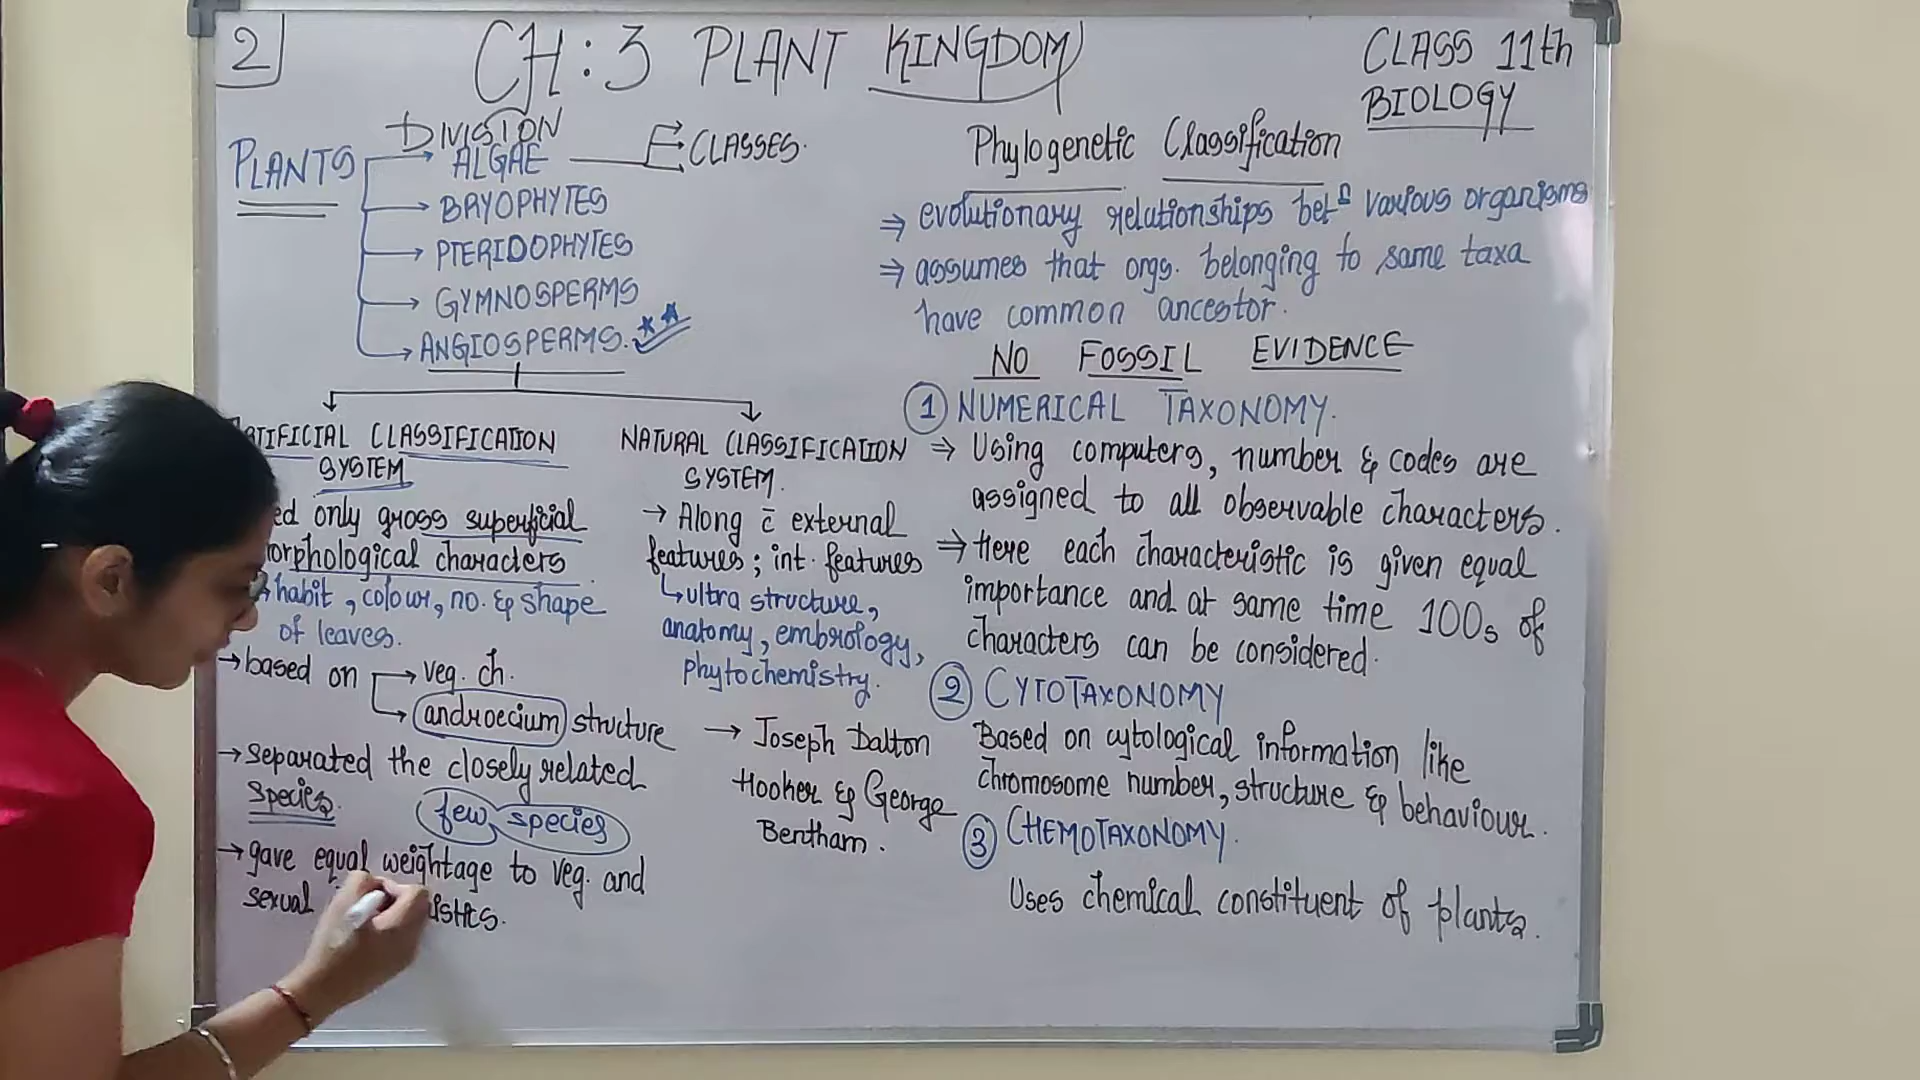 2
CH: 3 PLANT KINGDOM
CLASS 11th
BIOLOGY
DIVISION
PLANTS
ALGAE
CLASSES.
BRYOPHYTES
PTERIDOPHYTES
GYMNOSPERMS
ANGIOSPERMS.
CLASSIFICATION
SYSTEM
only gross superficial
characters
habit, colour, no. & shape
of leaves.
→ based on → veg. ch.
→ androecium structure
→ separated the closely related
species.
few species
→ gave equal weightage to veg. and
sexual
NATURAL CLASSIFICATION
SYSTEM.
→ Along c̄ external
features; int. features
↳ ultra structure,
anatomy, embrology,
phytochemistry.
→ Joseph Dalton
Hooker & George
Bentham.
Phylogenetic Classification
⇒ evolutionary relationships betⁿ various organisms
⇒ assumes that orgs. belonging to same taxa
have common ancestor.
NO FOSSIL EVIDENCE
1 NUMERICAL TAXONOMY.
⇒ Using computers, number & codes are
assigned to all observable characters.
⇒ Here each characteristic is given equal
importance and at same time 100s of
characters can be considered.
2 CYTOTAXONOMY
Based on cytological information like
chromosome number, structure & behaviour.
3 CHEMOTAXONOMY.
Uses chemical constituent of plants.